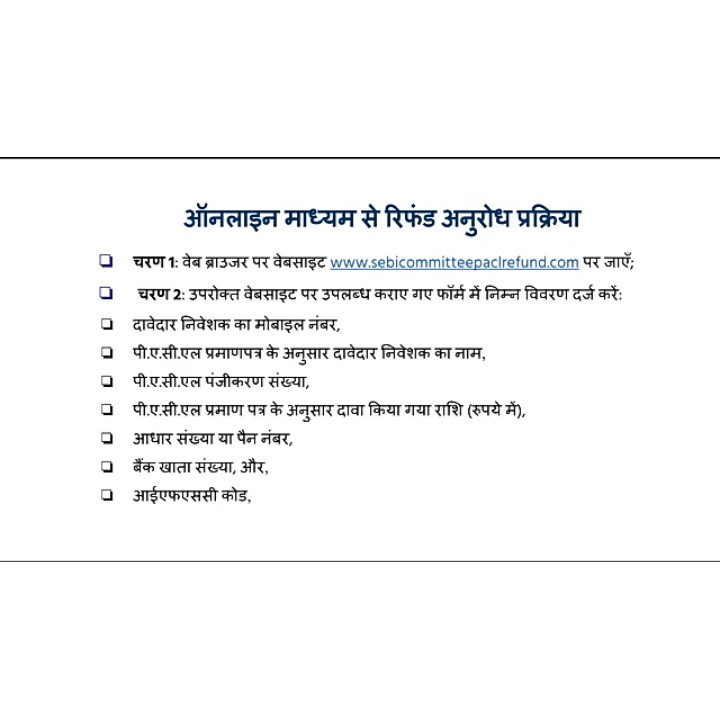 ऑनलाइन माध्यम से रिफंड अनुरोध प्रक्रिया
❑ चरण 1: वेब ब्राउजर पर वेबसाइट www.sebicommitteepaclrefund.com पर जाएँ;
❑ चरण 2: उपरोक्त वेबसाइट पर उपलब्ध कराए गए फॉर्म में निम्न विवरण दर्ज करें:
❑ दावेदार निवेशक का मोबाइल नंबर,
❑ पी.ए.सी.एल प्रमाणपत्र के अनुसार दावेदार निवेशक का नाम,
❑ पी.ए.सी.एल पंजीकरण संख्या,
❑ पी.ए.सी.एल प्रमाण पत्र के अनुसार दावा किया गया राशि (रुपये में),
❑ आधार संख्या या पैन नंबर,
❑ बैंक खाता संख्या, और,
❑ आईएफएससी कोड,